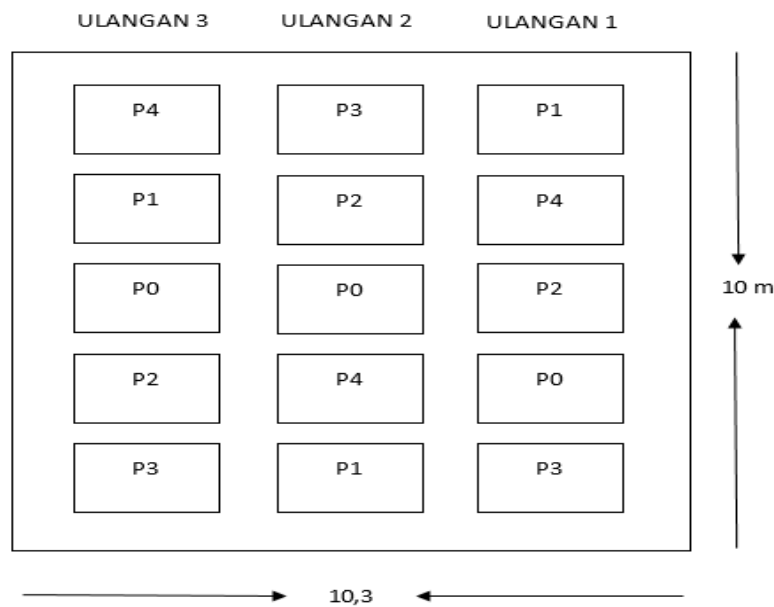 ULANGAN 3 ULANGAN 2 ULANGAN 1
P4 P3 P1
P1 P2 P4
P0 P0 P2
10 m
P2 P4 P0
P3 P1 P3
10,3